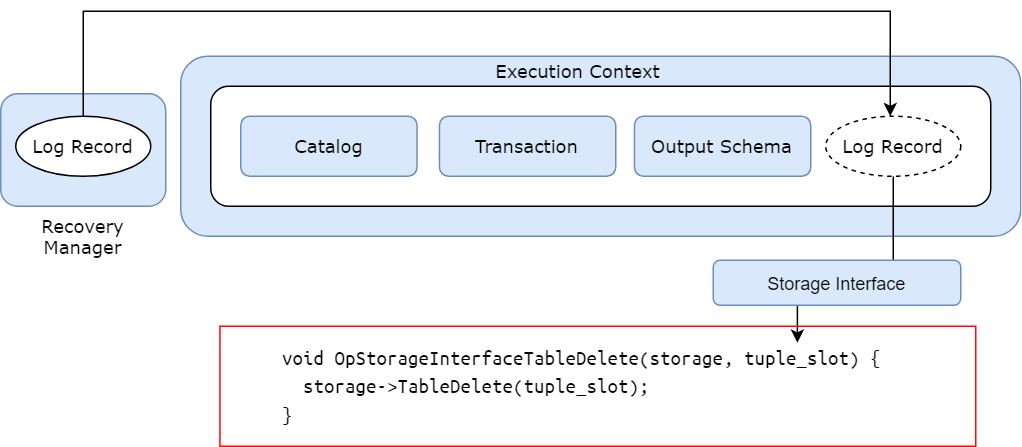 Execution Context
Log Record
Catalog
Transaction
Output Schema
Log Record
Recovery
Manager
Storage Interface
void OpStorageInterfaceTableDelete(storage, tuple_slot) {
  storage->TableDelete(tuple_slot);
}